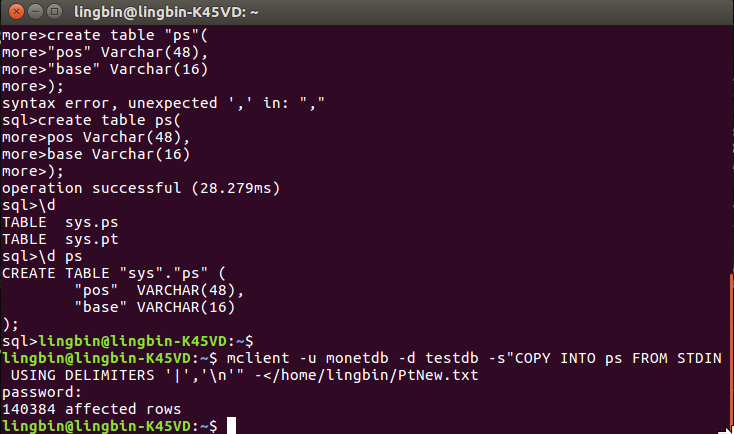 lingbin@lingbin-K45VD: ~
more>create table "ps"(
more>"pos" Varchar(48),
more>"base" Varchar(16)
more>);
syntax error, unexpected ',' in: ","
sql>create table ps(
more>pos Varchar(48),
more>base Varchar(16)
more>);
operation successful (28.279ms)
sql>\d
TABLE  sys.ps
TABLE  sys.pt
sql>\d ps
CREATE TABLE "sys"."ps" (
        "pos"  VARCHAR(48),
        "base" VARCHAR(16)
);
sql>lingbin@lingbin-K45VD:~$
lingbin@lingbin-K45VD:~$ mclient -u monetdb -d testdb -s"COPY INTO ps FROM STDIN
 USING DELIMITERS '|','\n'" -</home/lingbin/PtNew.txt
password:
140384 affected rows
lingbin@lingbin-K45VD:~$